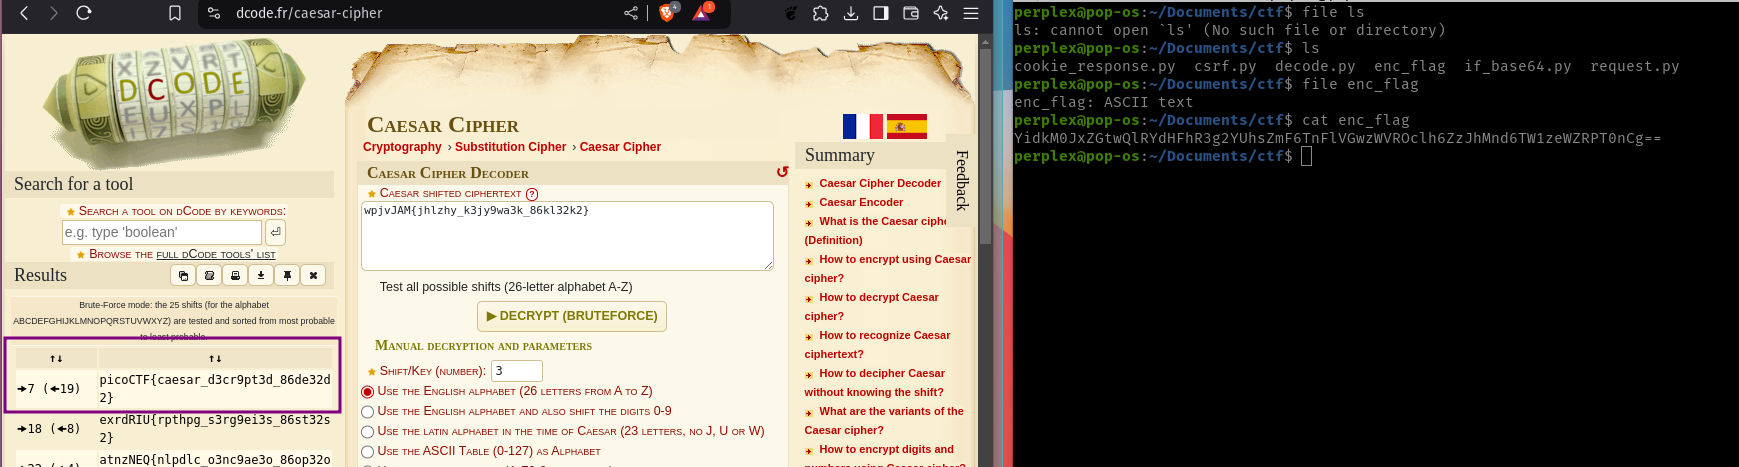 dcode.fr/caesar-cipher
4
1
DCODE
Search for a tool
Search a tool on dCode by keywords:
e.g. type 'boolean'
Browse the full dCode tools' list
Results
Brute-Force mode: the 25 shifts (for the alphabet
ABCDEFGHIJKLMNOPQRSTUVWXYZ) are tested and sorted from most probable
to least probable.
↑↓ ↑↓
➔7 (🠔19) picoCTF{caesar_d3cr9pt3d_86de32d
2}
➔18 (🠔8) exrdRIU{rpthpg_s3rg9ei3s_86st32s
2}
atnzNEQ{nlpdlc_o3nc9ae3o_86op32o
Caesar Cipher
Cryptography › Substitution Cipher › Caesar Cipher
Caesar Cipher Decoder
Caesar shifted ciphertext ?
wpjvJAM{jhlzhy_k3jy9wa3k_86kl32k2}
Test all possible shifts (26-letter alphabet A-Z)
▶ DECRYPT (BRUTEFORCE)
Manual decryption and parameters
Shift/Key (number): 3
Use the English alphabet (26 letters from A to Z)
Use the English alphabet and also shift the digits 0-9
Use the latin alphabet in the time of Caesar (23 letters, no J, U or W)
Use the ASCII Table (0-127) as Alphabet
Summary
Caesar Cipher Decoder
Caesar Encoder
What is the Caesar ciphe
(Definition)
How to encrypt using Caesar
cipher?
How to decrypt Caesar
cipher?
How to recognize Caesar
ciphertext?
How to decipher Caesar
without knowing the shift?
What are the variants of the
Caesar cipher?
How to encrypt digits and
numbers using Caesar cipher?
Feedback
perplex@pop-os:~/Documents/ctf$ file ls
ls: cannot open `ls' (No such file or directory)
perplex@pop-os:~/Documents/ctf$ ls
cookie_response.py csrf.py decode.py enc_flag if_base64.py request.py
perplex@pop-os:~/Documents/ctf$ file enc_flag
enc_flag: ASCII text
perplex@pop-os:~/Documents/ctf$ cat enc_flag
YidkM0JxZGtwQlRYdHFhR3g2YUhsZmF6TnFlVGwzWVROclh6ZzJhMnd6TW1zeWZRPT0nCg==
perplex@pop-os:~/Documents/ctf$